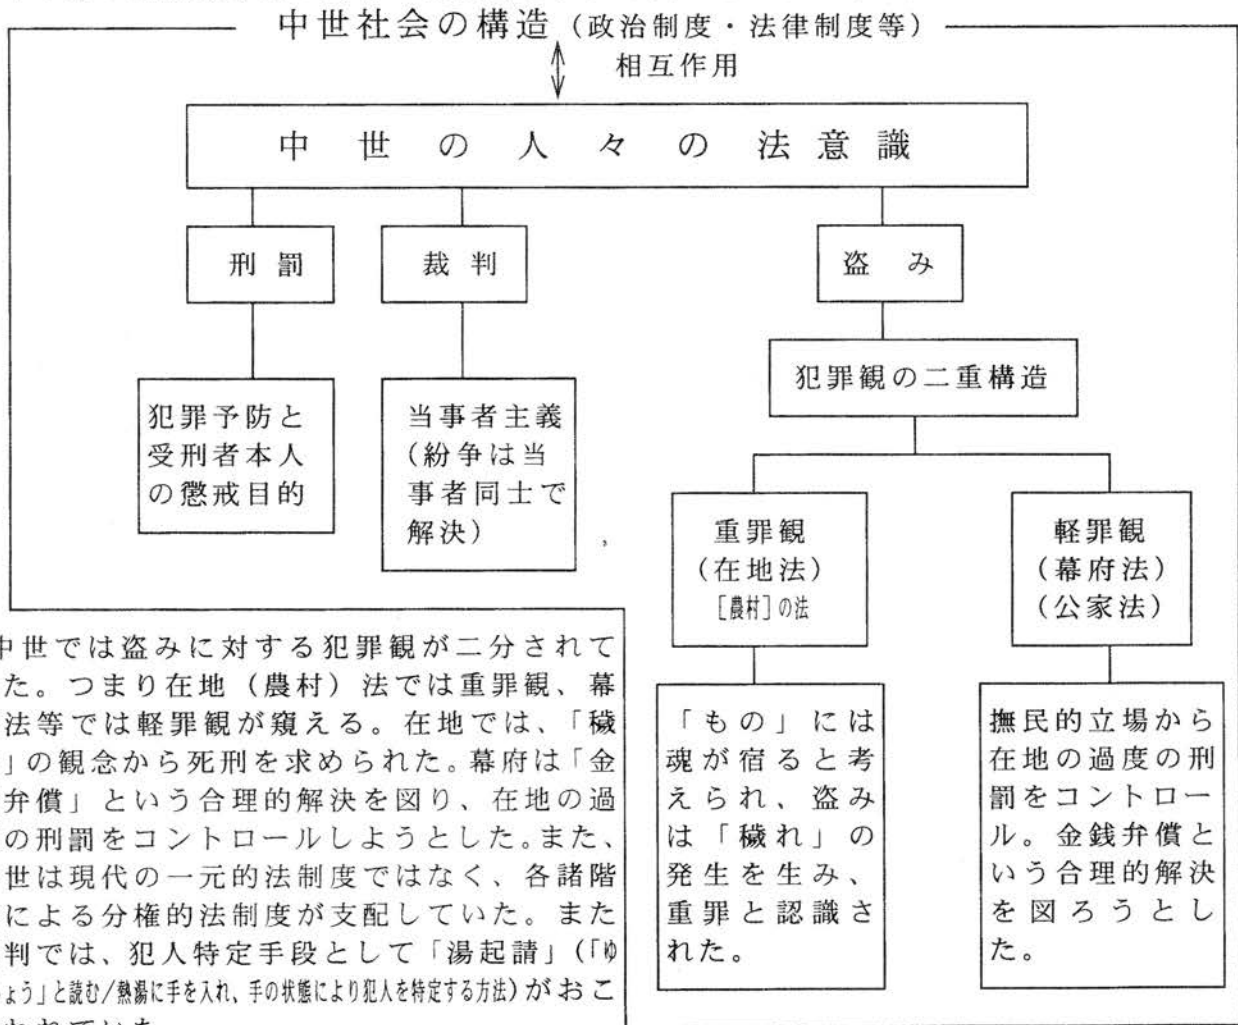 中世社会の構造（政治制度・法律制度等）
相互作用
中世の人々の法意識
刑罰
裁判
盗み
犯罪観の二重構造
犯罪予防と
受刑者本人
の懲戒目的
当事者主義
（紛争は当
事者同士で
解決）
重罪観
（在地法）
［農村］の法
軽罪観
（幕府法）
（公家法）
「もの」には
魂が宿ると考
えられ、盗み
は「穢れ」の
発生を生み、
重罪と認識さ
れた。
撫民的立場から
在地の過度の刑
罰をコントロー
ル。金銭弁償と
いう合理的解決
を図ろうとし
た。
中世では盗みに対する犯罪観が二分されて
た。つまり在地（農村）法では重罪観、幕
法等では軽罪観が窺える。在地では、「穢
」の観念から死刑を求められた。幕府は「金
弁償」という合理的解決を図り、在地の過
の刑罰をコントロールしようとした。また、
世は現代の一元的法制度ではなく、各諸階
による分権的法制度が支配していた。また
判では、犯人特定手段として「湯起請」（「ゆ
ょう」と読む/熱湯に手を入れ、手の状態により犯人を特定する方法）がおこ
われていた